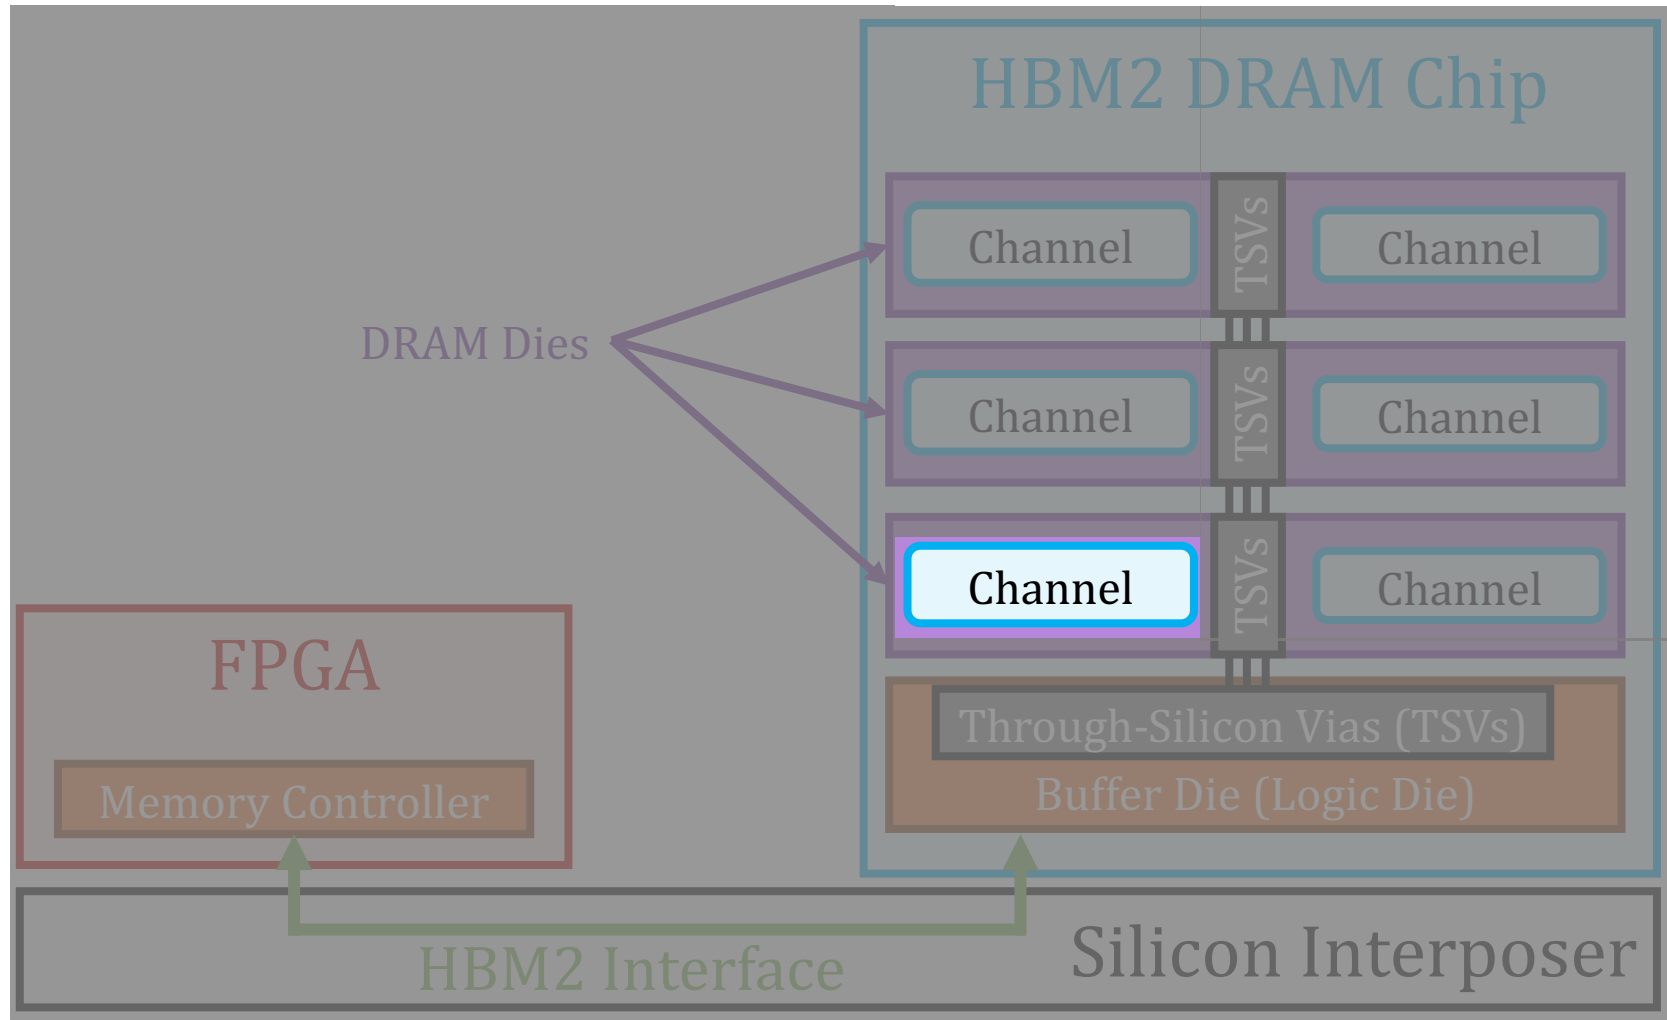 HBM2 DRAM Chip
Channel
TSVs
Channel
DRAM Dies
Channel
TSVs
Channel
Channel
TSVs
Channel
FPGA
Memory Controller
Through-Silicon Vias (TSVs)
Buffer Die (Logic Die)
HBM2 Interface
Silicon Interposer